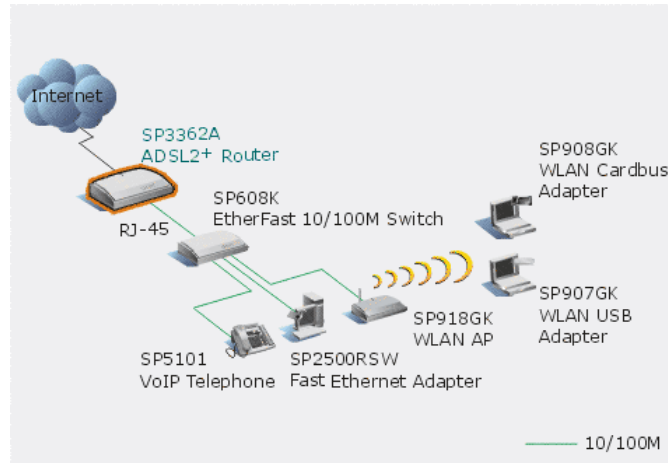 Internet
SP3362A
ADSL2+ Router
RJ-45
SP608K
EtherFast 10/100M Switch
SP908GK
WLAN Cardbus
Adapter
SP907GK
WLAN USB
Adapter
SP918GK
WLAN AP
SP5101
VoIP Telephone
SP2500RSW
Fast Ethernet Adapter
10/100M